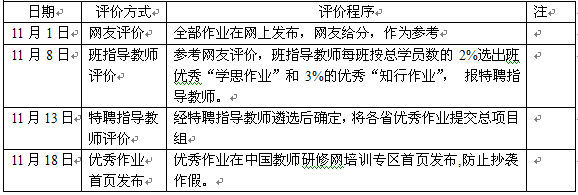 日期 评价方式 评价程序 注
11 月 1 日 网友评价 全部作业在网上发布，网友给分，作为参考
11 月 8 日 班指导教师 参考网友评价，班指导教师每班按总学员数的 2%选出班
评价 优秀“学思作业”和 3%的优秀“知行作业”， 报特聘指
导教师。
11 月 13 日 特聘指导教 经特聘指导教师遴选后确定，将各省优秀作业提交总项目
师评价 组
11 月 18 日 优秀作业 优秀作业在中国教师研修网培训专区首页发布,防止抄袭
首页发布 作假。